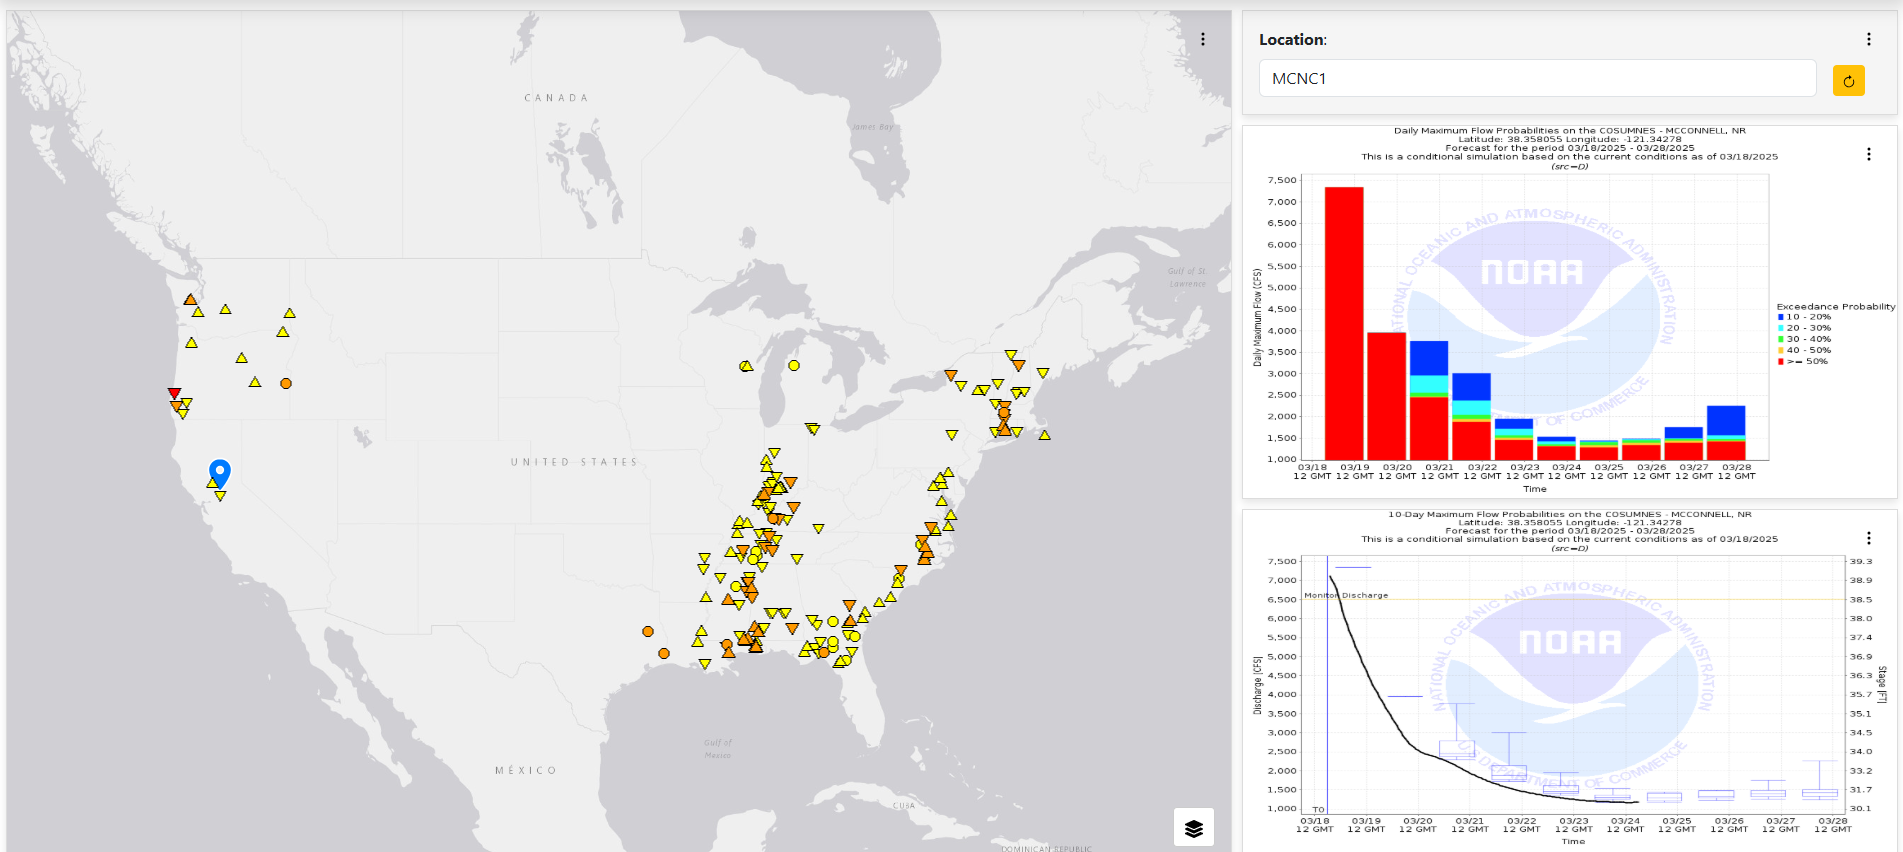 CANADA
James Bay
Gulf of St.
Lawrence
UNITED STATES
Gulf of
Mexico
MÉXICO
CUBA
DOMINICAN REPUBLIC
Location:
MCNC1
Daily Maximum Flow Probabilities on the COSUMNES - MCCONNELL, NR
Latitude: 38.358055 Longitude: -121.34278
Forecast for the period 03/18/2025 - 03/28/2025
This is a conditional simulation based on the current conditions as of 03/18/2025
(src=D)
Daily Maximum Flow (CFS)
7,500
7,000
6,500
6,000
5,500
5,000
4,500
4,000
3,500
3,000
2,500
2,000
1,500
1,000
NATIONAL OCEANIC AND ATMOSPHERIC ADMINISTRATION
NOAA
MENT OF COMMERCE
03/18 03/19 03/20 03/21 03/22 03/23 03/24 03/25 03/26 03/27 03/28
12 GMT 12 GMT 12 GMT 12 GMT 12 GMT 12 GMT 12 GMT 12 GMT 12 GMT 12 GMT 12 GMT
Time
Exceedance Probability
10 - 20%
20 - 30%
30 - 40%
40 - 50%
>= 50%
10-Day Maximum Flow Probabilities on the COSUMNES - MCCONNELL, NR
Latitude: 38.358055 Longitude: -121.34278
Forecast for the period 03/18/2025 - 03/28/2025
This is a conditional simulation based on the current conditions as of 03/18/2025
(src=D)
Discharge [CFS]
7,500
7,000
6,500
6,000
5,500
5,000
4,500
4,000
3,500
3,000
2,500
2,000
1,500
1,000
Monitor Discharge
T0
NATIONAL OCEANIC AND ATMOSPHERIC ADMINISTRATION
NOAA
U.S. DEPARTMENT OF COMMERCE
39.3
38.9
38.5
38.0
37.4
36.9
36.3
35.7
35.1
34.5
34.0
33.2
31.7
30.1
Stage [FT]
03/18 03/19 03/20 03/21 03/22 03/23 03/24 03/25 03/26 03/27 03/28
12 GMT 12 GMT 12 GMT 12 GMT 12 GMT 12 GMT 12 GMT 12 GMT 12 GMT 12 GMT 12 GMT
Time